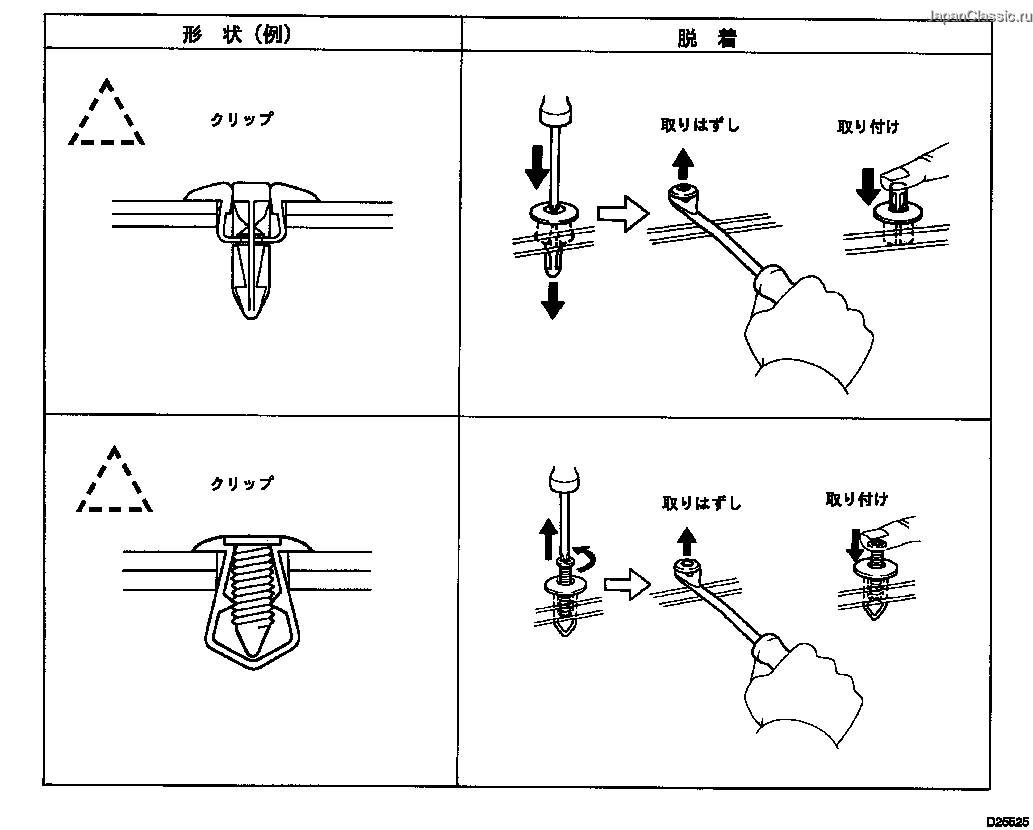 JapanClassic.ru
形 状 (例)
脱 着
クリップ
取りはずし
取り付け
クリップ
取りはずし
取り付け
D25525